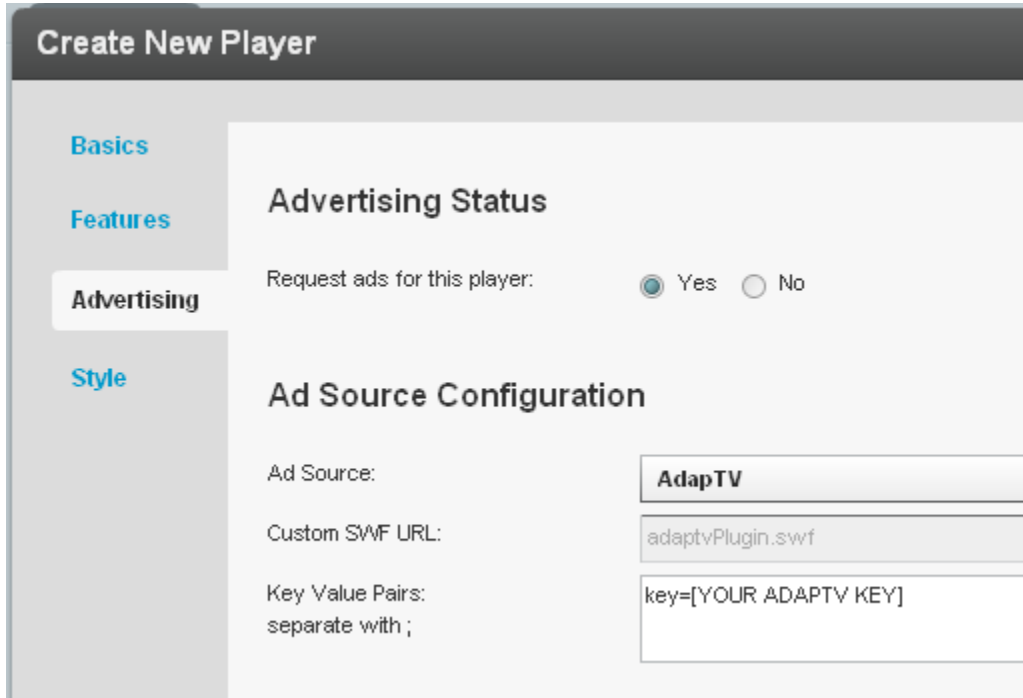 Create New Player
Basics
Features
Advertising
Style
Advertising Status
Request ads for this player:
Yes
No
Ad Source Configuration
Ad Source:
AdapTV
Custom SWF URL:
adaptvPlugin.swf
Key Value Pairs:
separate with ;
key=[YOUR ADAPTV KEY]